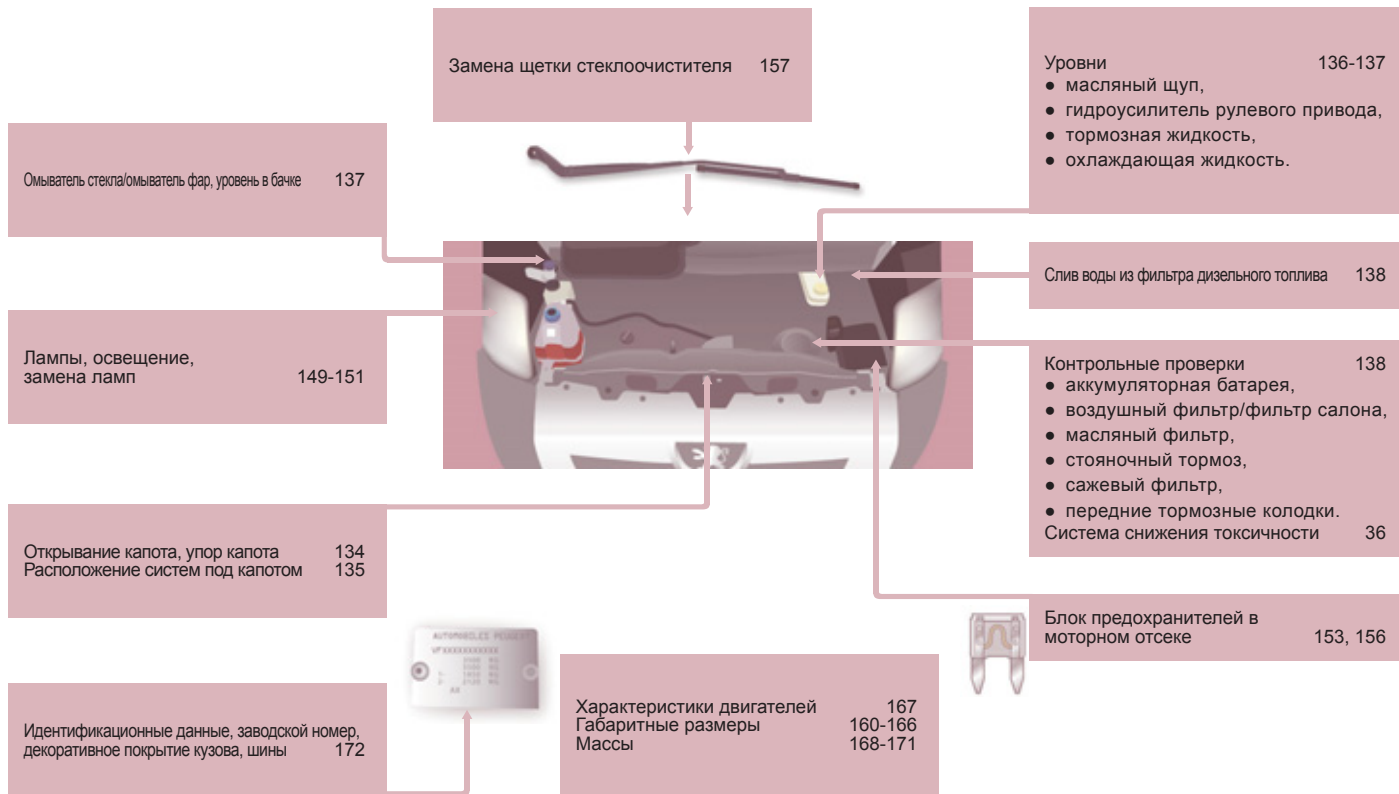 Замена щетки стеклоочистителя 157
Омыватель стекла/омыватель фар, уровень в бачке 137
Лампы, освещение,
замена ламп 149-151
Открывание капота, упор капота 134
Расположение систем под капотом 135
Идентификационные данные, заводской номер,
декоративное покрытие кузова, шины 172
AUTOMOBILES PEUGEOT
Характеристики двигателей 167
Габаритные размеры 160-166
Массы 168-171
Уровни 136-137
● масляный щуп,
● гидроусилитель рулевого привода,
● тормозная жидкость,
● охлаждающая жидкость.
Слив воды из фильтра дизельного топлива 138
Контрольные проверки 138
● аккумуляторная батарея,
● воздушный фильтр/фильтр салона,
● масляный фильтр,
● стояночный тормоз,
● сажевый фильтр,
● передние тормозные колодки.
Система снижения токсичности 36
Блок предохранителей в
моторном отсеке 153, 156